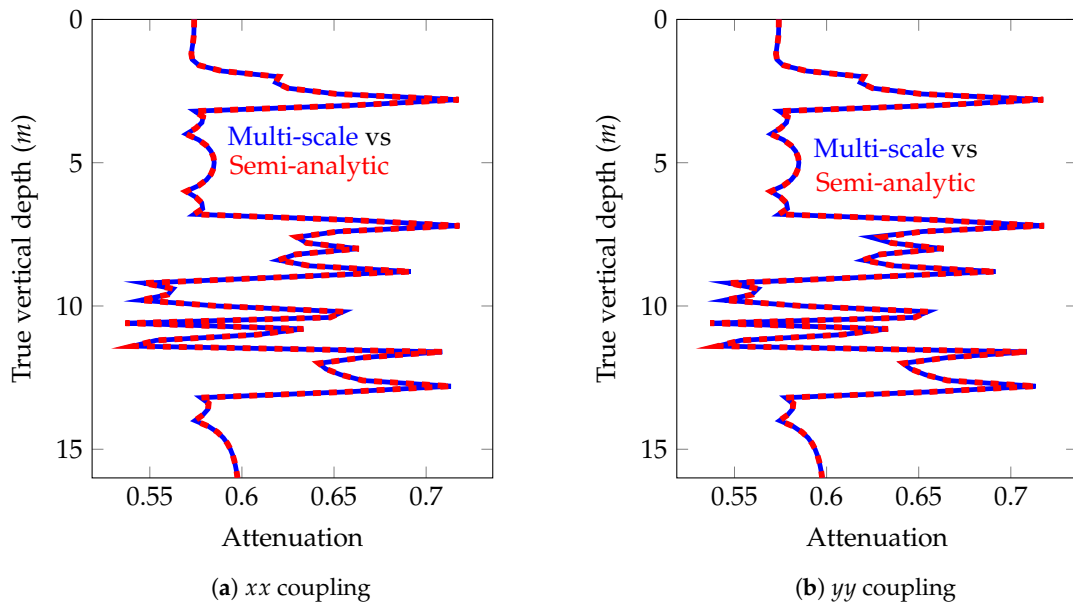 0
5
10
15
0.55 0.6 0.65 0.7
True vertical depth (m)
Attenuation
Multi-scale vs
Semi-analytic
(a) xx coupling
0
5
10
15
0.55 0.6 0.65 0.7
True vertical depth (m)
Attenuation
Multi-scale vs
Semi-analytic
(b) yy coupling